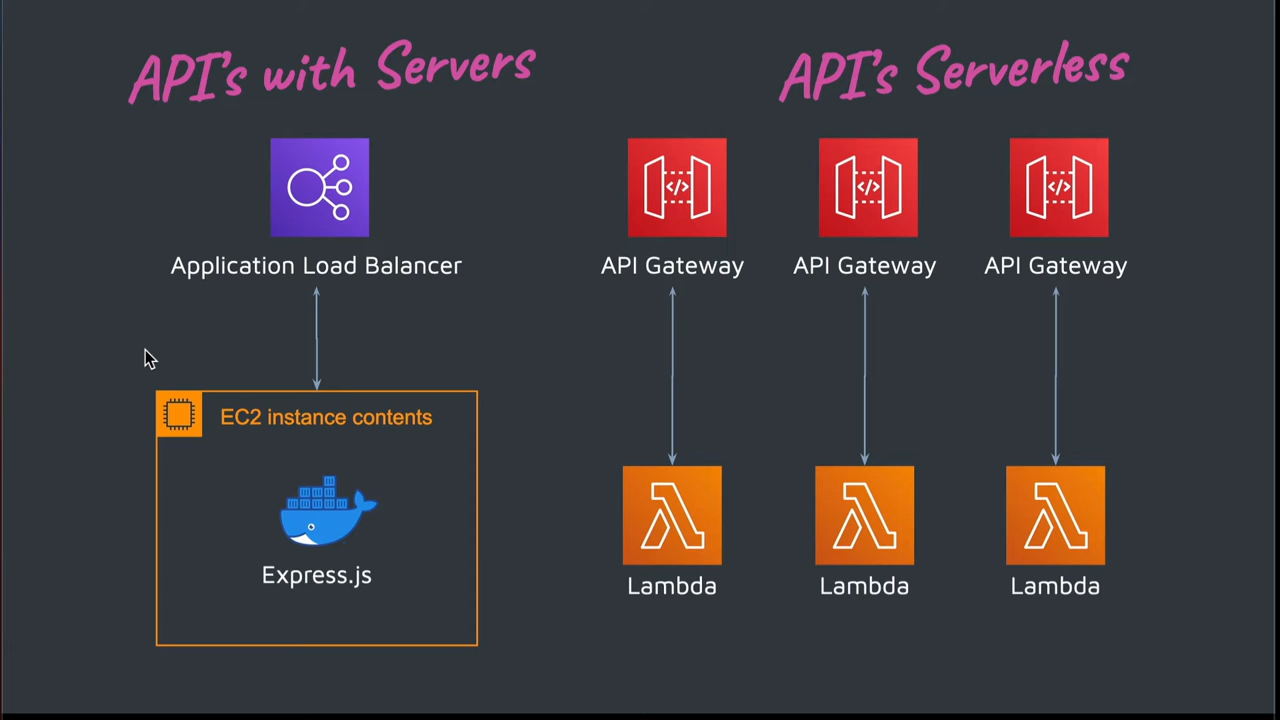 API's with Servers
API's Serverless
Application Load Balancer
API Gateway
API Gateway
API Gateway
EC2 instance contents
Express.js
Lambda
Lambda
Lambda